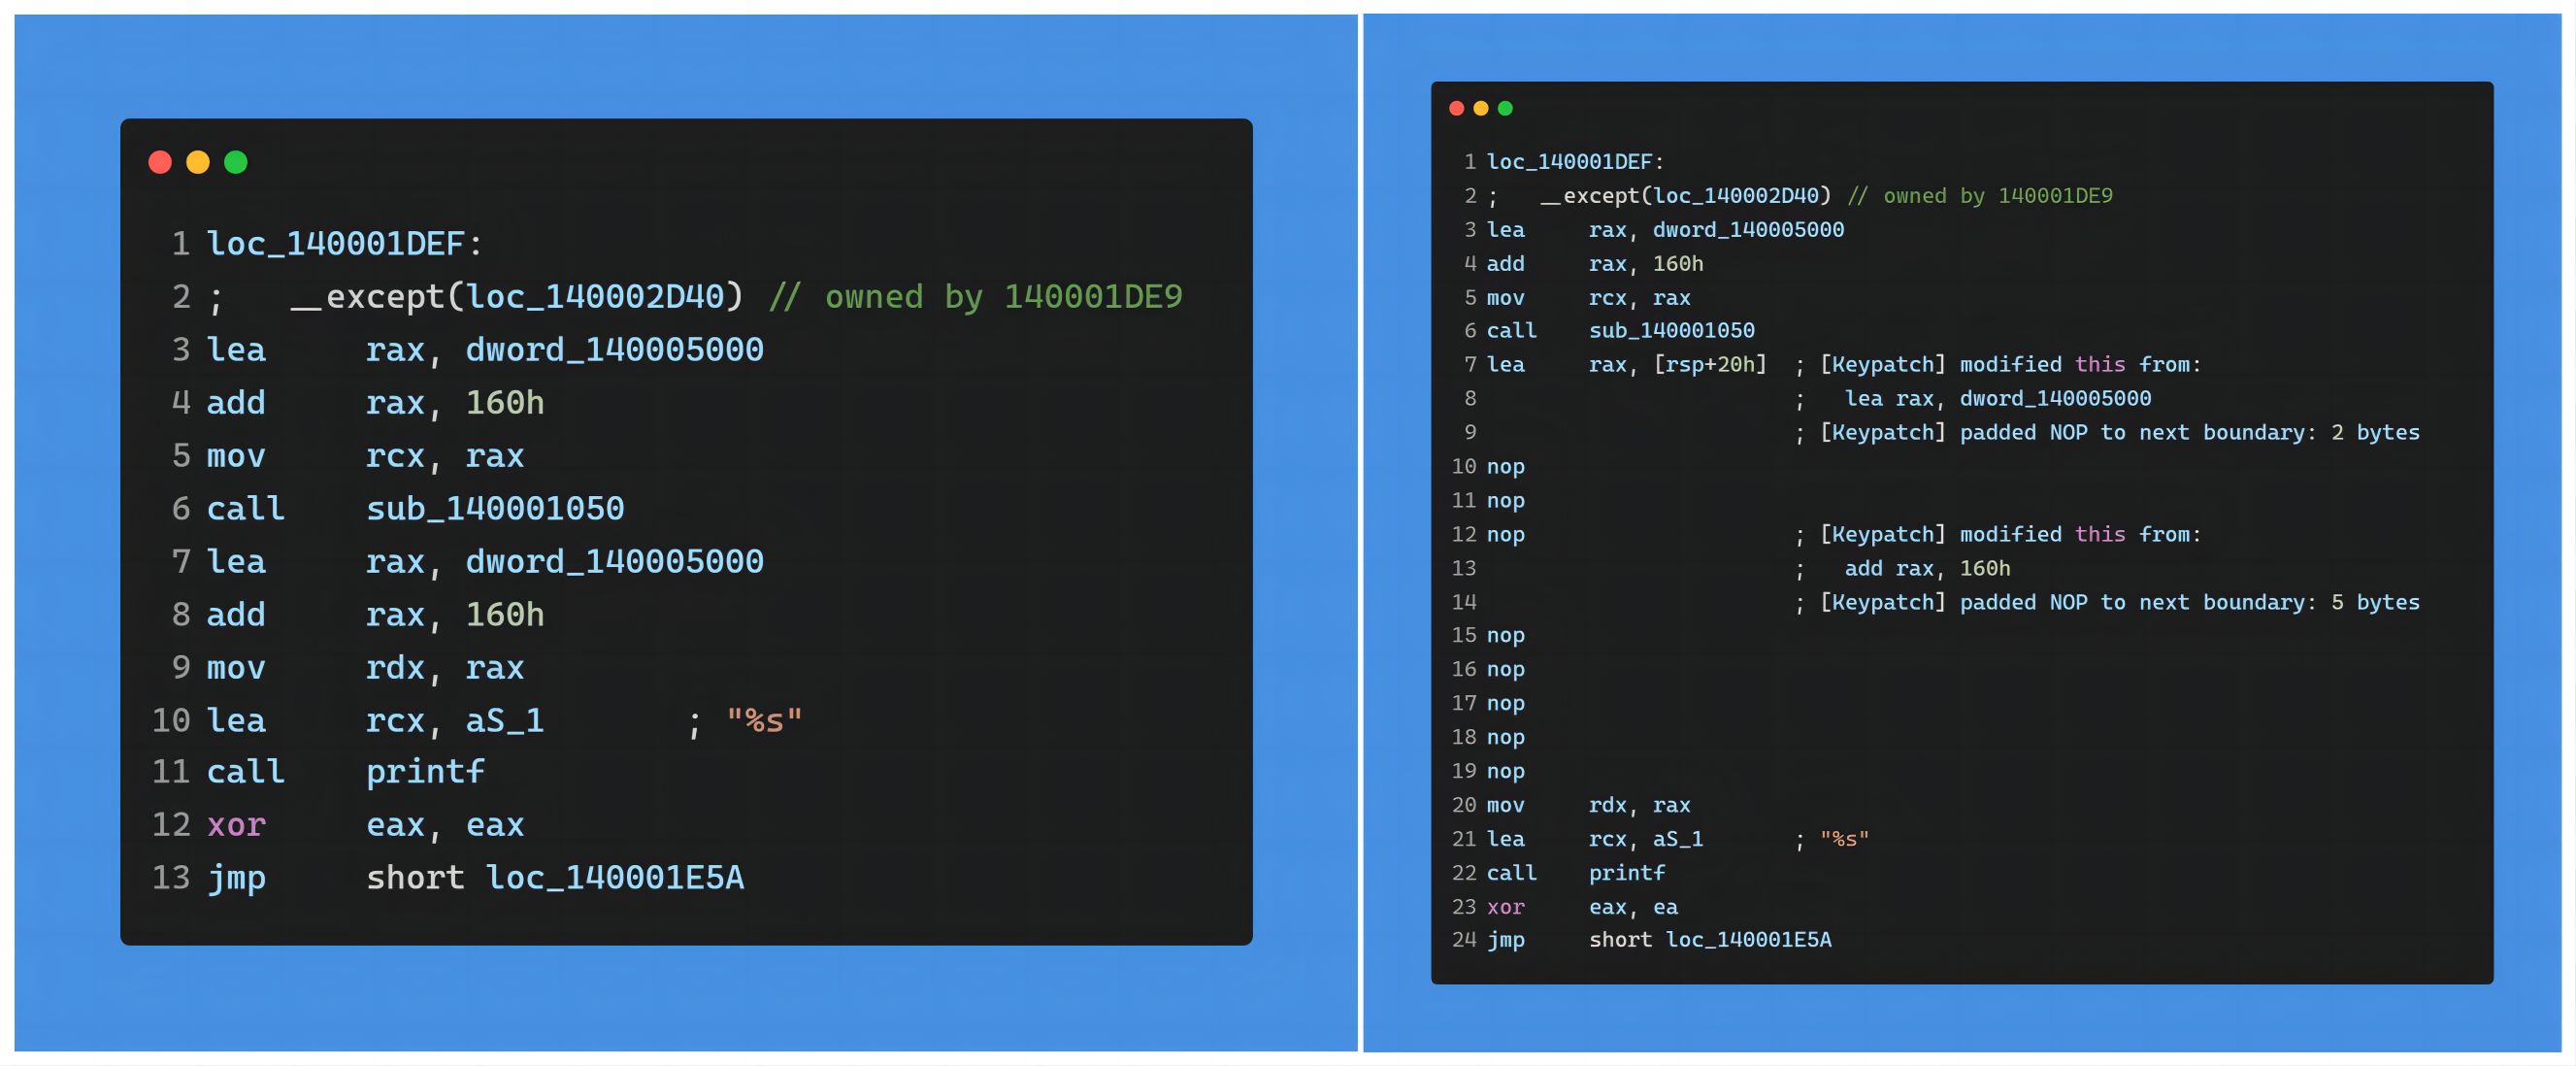 1 loc_140001DEF:
2 ;   __except(loc_140002D40) // owned by 140001DE9
3 lea     rax, dword_140005000
4 add     rax, 160h
5 mov     rcx, rax
6 call    sub_140001050
7 lea     rax, dword_140005000
8 add     rax, 160h
9 mov     rdx, rax
10 lea     rcx, aS_1       ; "%s"
11 call    printf
12 xor     eax, eax
13 jmp     short loc_140001E5A
1 loc_140001DEF:
2 ;   __except(loc_140002D40) // owned by 140001DE9
3 lea     rax, dword_140005000
4 add     rax, 160h
5 mov     rcx, rax
6 call    sub_140001050
7 lea     rax, [rsp+20h]  ; [Keypatch] modified this from:
8                         ;   lea rax, dword_140005000
9                         ; [Keypatch] padded NOP to next boundary: 2 bytes
10 nop
11 nop
12 nop                     ; [Keypatch] modified this from:
13                         ;   add rax, 160h
14                         ; [Keypatch] padded NOP to next boundary: 5 bytes
15 nop
16 nop
17 nop
18 nop
19 nop
20 mov     rdx, rax
21 lea     rcx, aS_1       ; "%s"
22 call    printf
23 xor     eax, ea
24 jmp     short loc_140001E5A